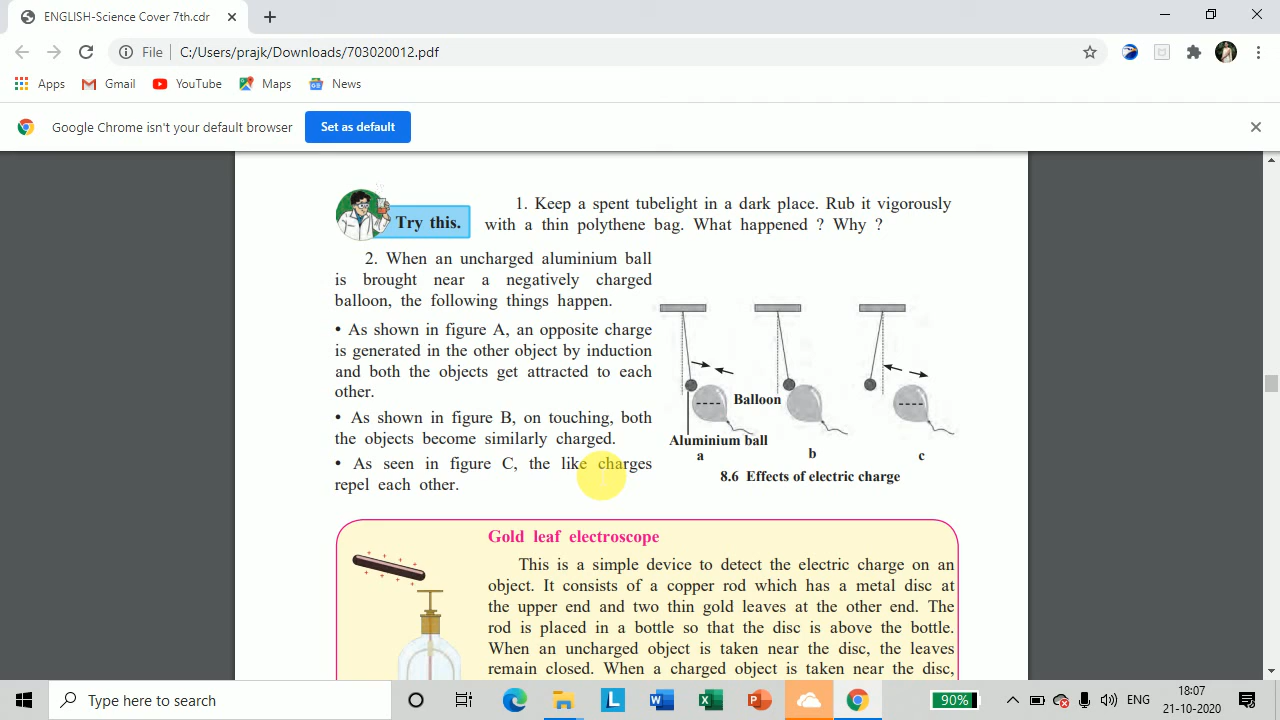 ENGLISH-Science Cover 7th.cdr
File
C:/Users/prajk/Downloads/703020012.pdf
Apps
Gmail
YouTube
Maps
News
Google Chrome isn't your default browser
Set as default
Try this.
1. Keep a spent tubelight in a dark place. Rub it vigorously
with a thin polythene bag. What happened ? Why ?
2. When an uncharged aluminium ball
is brought near a negatively charged
balloon, the following things happen.
• As shown in figure A, an opposite charge
is generated in the other object by induction
and both the objects get attracted to each
other.
• As shown in figure B, on touching, both
the objects become similarly charged.
• As seen in figure C, the like charges
repel each other.
Balloon
Aluminium ball
a
b
c
8.6 Effects of electric charge
Gold leaf electroscope
This is a simple device to detect the electric charge on an
object. It consists of a copper rod which has a metal disc at
the upper end and two thin gold leaves at the other end. The
rod is placed in a bottle so that the disc is above the bottle.
When an uncharged object is taken near the disc, the leaves
remain closed. When a charged object is taken near the disc,
Type here to search
90%
ENG
18:07
21-10-2020